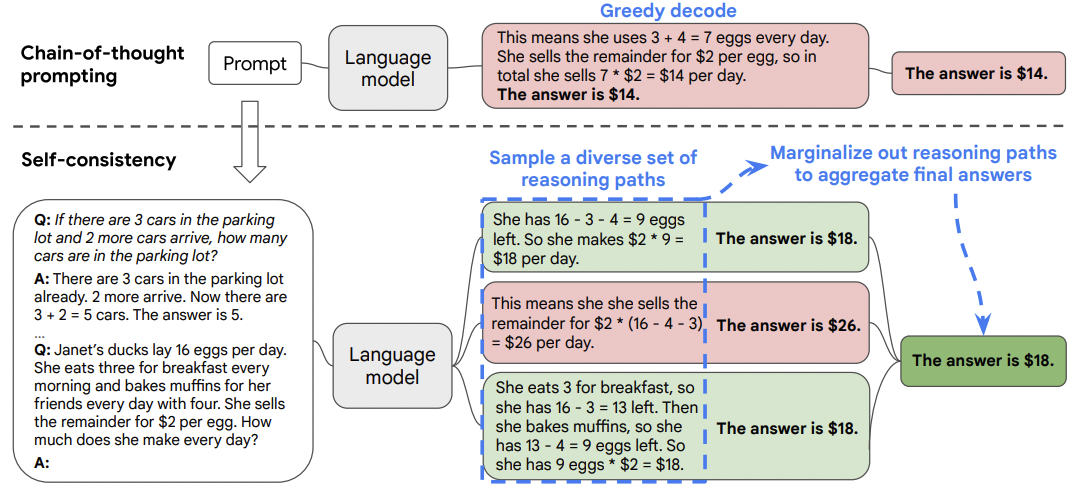 Greedy decode
Chain-of-thought
prompting
Prompt
Language
model
This means she uses 3 + 4 = 7 eggs every day.
She sells the remainder for $2 per egg, so in
total she sells 7 * $2 = $14 per day.
The answer is $14.
The answer is $14.
Self-consistency
Sample a diverse set of
reasoning paths
Marginalize out reasoning paths
to aggregate final answers
Q: If there are 3 cars in the parking
lot and 2 more cars arrive, how many
cars are in the parking lot?
A: There are 3 cars in the parking lot
already. 2 more arrive. Now there are
3 + 2 = 5 cars. The answer is 5.
...
Q: Janet's ducks lay 16 eggs per day.
She eats three for breakfast every
morning and bakes muffins for her
friends every day with four. She sells
the remainder for $2 per egg. How
much does she make every day?
A:
Language
model
She has 16 - 3 - 4 = 9 eggs
left. So she makes $2 * 9 =
$18 per day.
The answer is $18.
This means she she sells the
remainder for $2 * (16 - 4 - 3)
= $26 per day.
The answer is $26.
She eats 3 for breakfast, so
she has 16 - 3 = 13 left. Then
she bakes muffins, so she
has 13 - 4 = 9 eggs left. So
she has 9 eggs * $2 = $18.
The answer is $18.
The answer is $18.